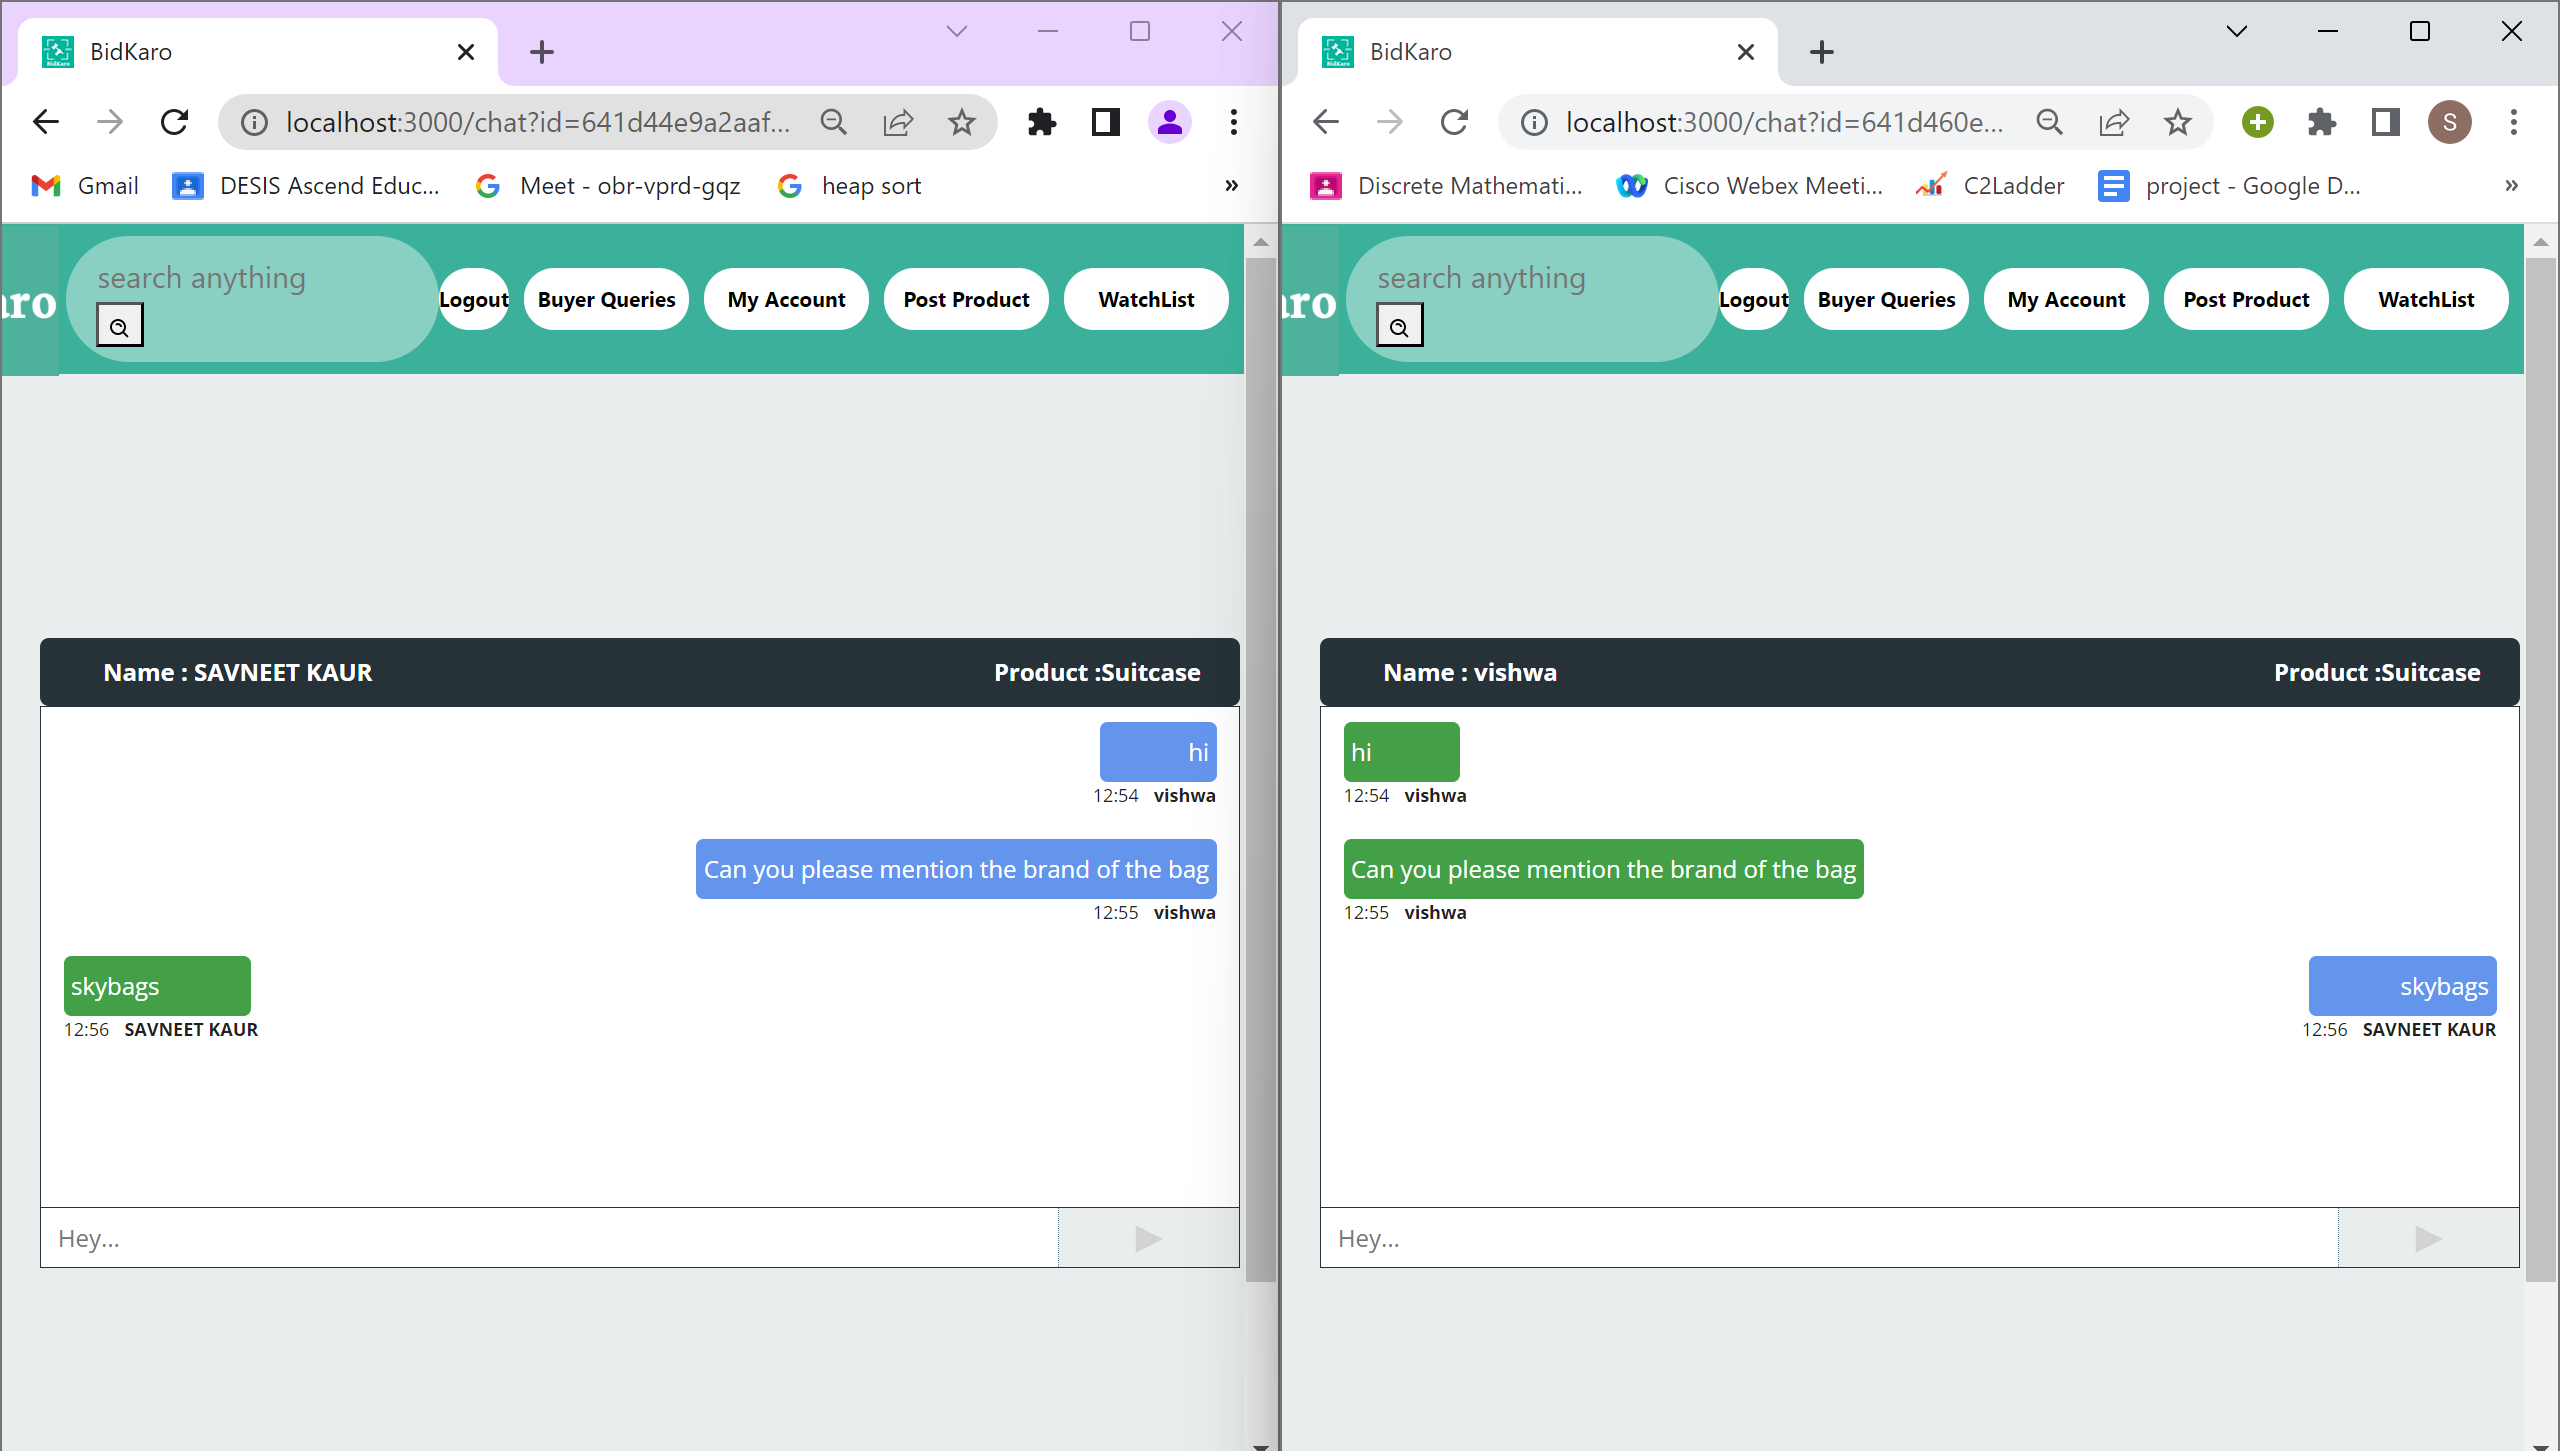 BidKaro
localhost:3000/chat?id=641d44e9a2aaf...
Gmail
DESIS Ascend Educ...
Meet - obr-vprd-gqz
heap sort
»
aro
search anything
Logout
Buyer Queries
My Account
Post Product
WatchList
Name : SAVNEET KAUR
Product :Suitcase
hi
12:54 vishwa
Can you please mention the brand of the bag
12:55 vishwa
skybags
12:56 SAVNEET KAUR
Hey...
BidKaro
localhost:3000/chat?id=641d460e...
S
Discrete Mathemati...
Cisco Webex Meeti...
C2Ladder
project - Google D...
»
aro
search anything
Logout
Buyer Queries
My Account
Post Product
WatchList
Name : vishwa
Product :Suitcase
hi
12:54 vishwa
Can you please mention the brand of the bag
12:55 vishwa
skybags
12:56 SAVNEET KAUR
Hey...